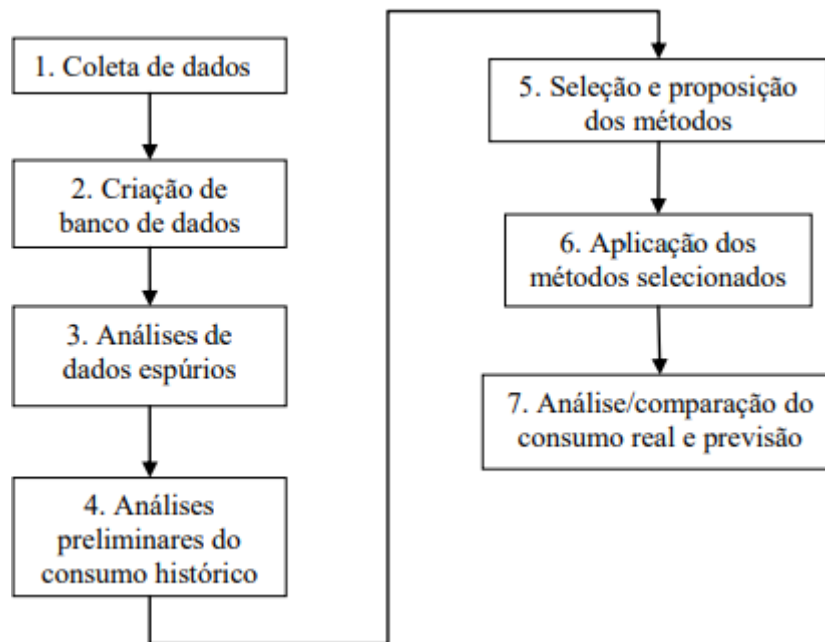 1. Coleta de dados
2. Criação de
banco de dados
3. Análises de
dados espúrios
4. Análises
preliminares do
consumo histórico
5. Seleção e proposição
dos métodos
6. Aplicação dos
métodos selecionados
7. Análise/comparação do
consumo real e previsão